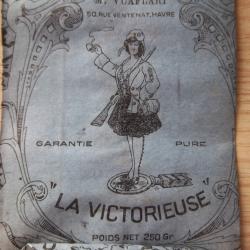 50, RUE VENTENAT, HAVRE
GARANTIE PURE
"LA VICTORIEUSE"
POIDS NET 250 Gr